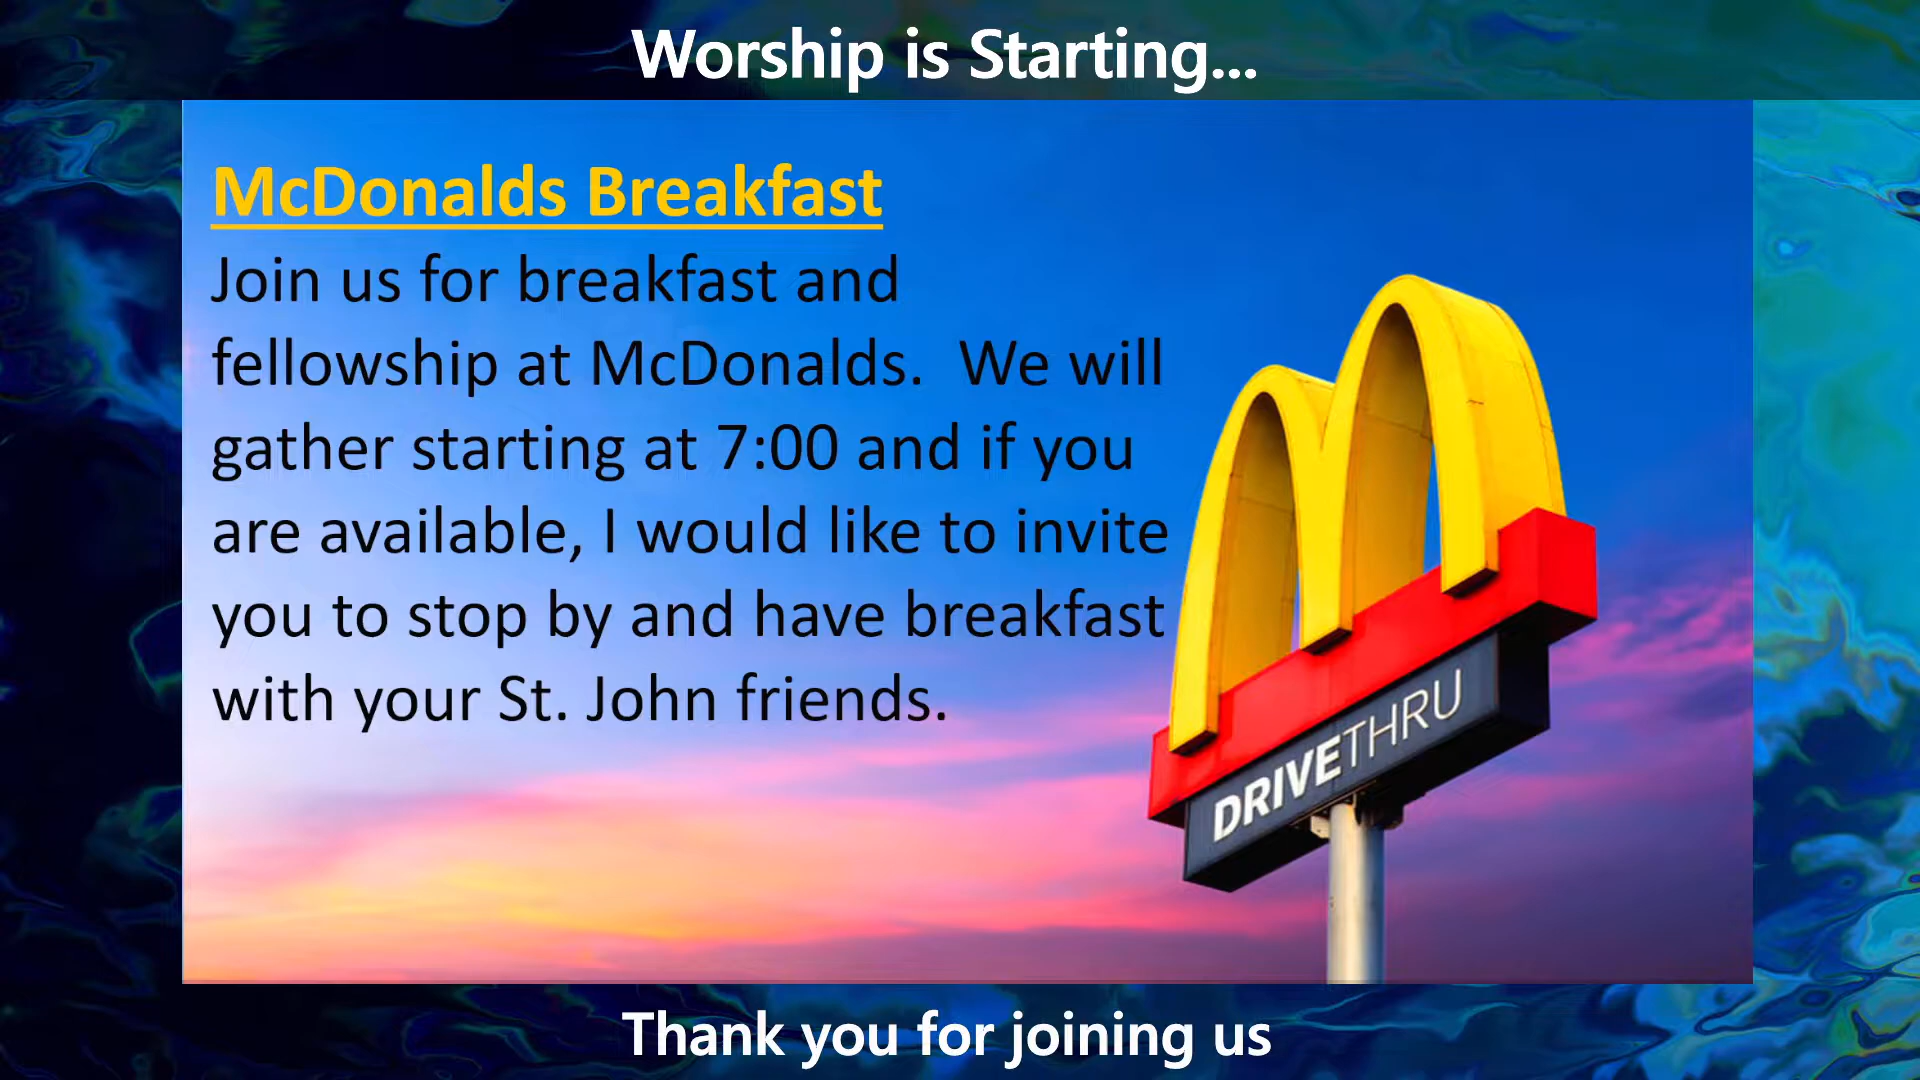 Worship is Starting...
McDonalds Breakfast
Join us for breakfast and
fellowship at McDonalds.  We will
gather starting at 7:00 and if you
are available, I would like to invite
you to stop by and have breakfast
with your St. John friends.
DRIVETHRU
Thank you for joining us